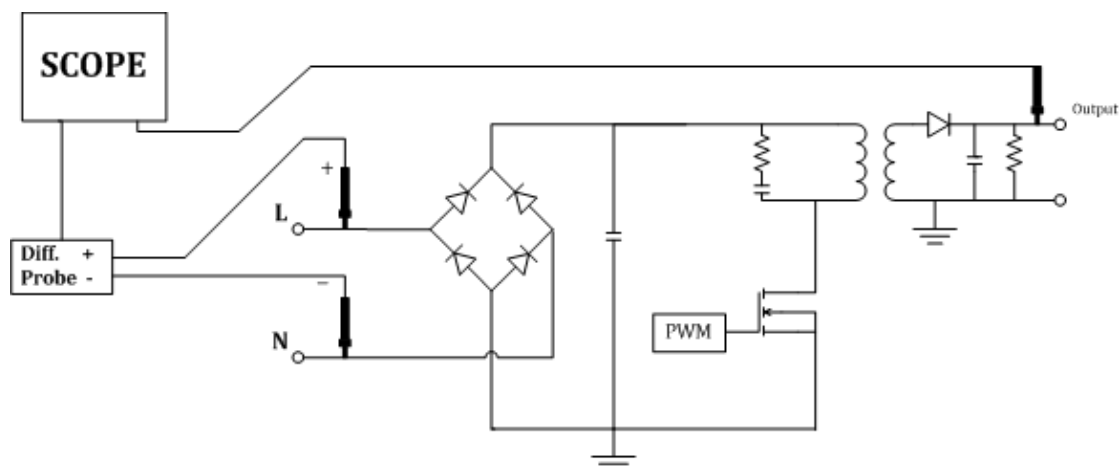 SCOPE
Output
+
L
Diff. +
Probe -
−
N
PWM